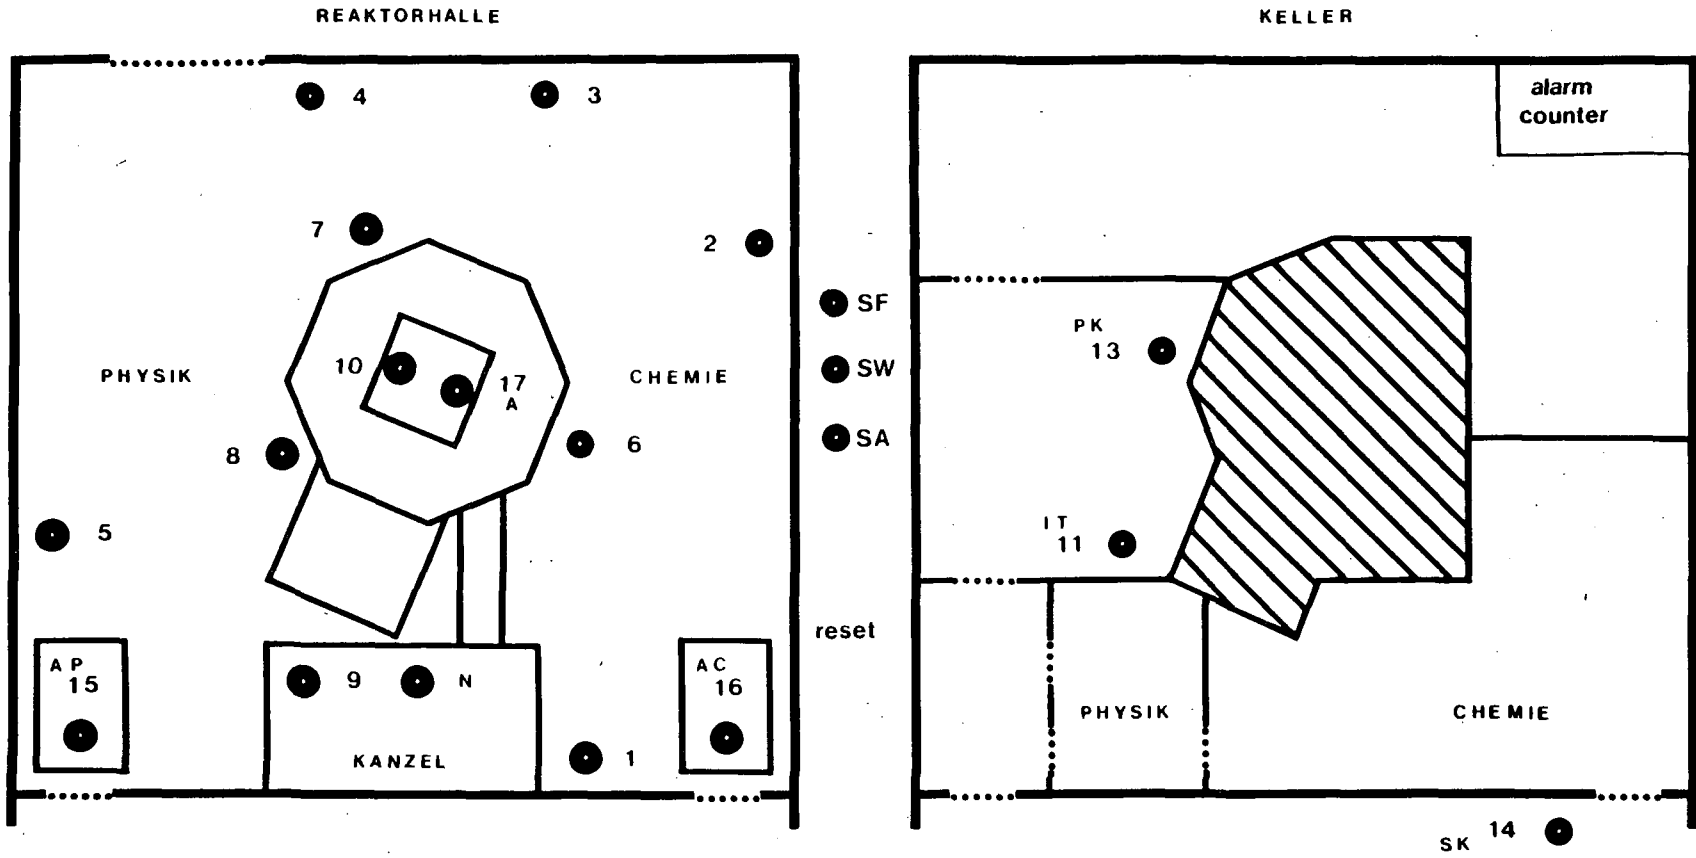 REAKTORHALLE
4
3
7
2
10
17
A
PHYSIK
CHEMIE
8
6
5
AP
15
9
N
AC
16
KANZEL
1
SF
SW
SA
reset
KELLER
alarm
counter
PK
13
IT
11
PHYSIK
CHEMIE
SK 14